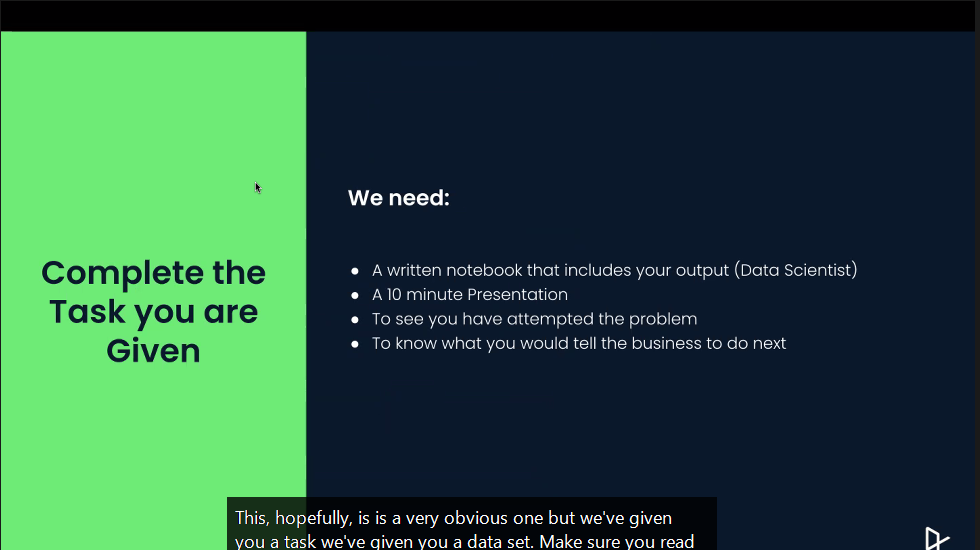 Complete the
Task you are
Given
We need:
● A written notebook that includes your output (Data Scientist)
● A 10 minute Presentation
● To see you have attempted the problem
● To know what you would tell the business to do next
This, hopefully, is is a very obvious one but we've given
you a task we've given you a data set. Make sure you read